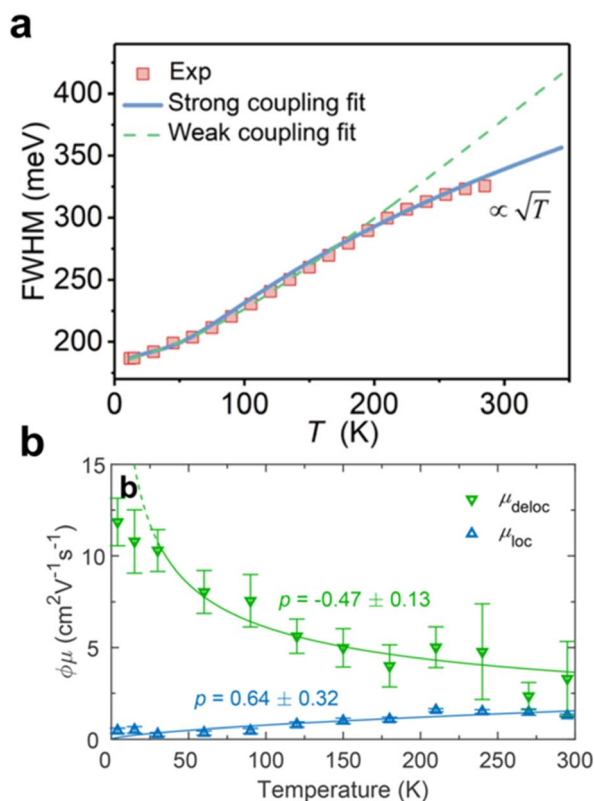 a
Exp
Strong coupling fit
Weak coupling fit
∝ √T
FWHM (meV)
400
350
300
250
200
0 100 200 300
T (K)
b
b
μdeloc
μloc
p = -0.47 ± 0.13
p = 0.64 ± 0.32
ϕμ (cm²V⁻¹s⁻¹)
15
10
5
0
0 50 100 150 200 250 300
Temperature (K)